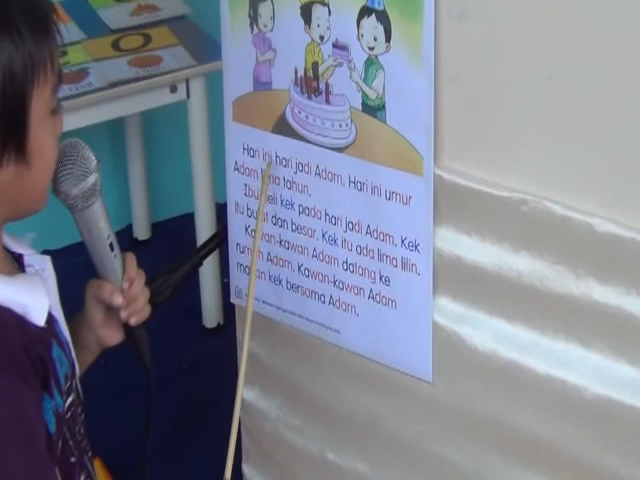 Hari ini hari jadi Adam. Hari ini umur
Adam lima tahun.
Ibu beli kek pada hari jadi Adam. Kek
itu bulat dan besar. Kek itu ada lima lilin.
Kawan-kawan Adam datang ke
rumah Adam. Kawan-kawan Adam
makan kek bersama Adam.